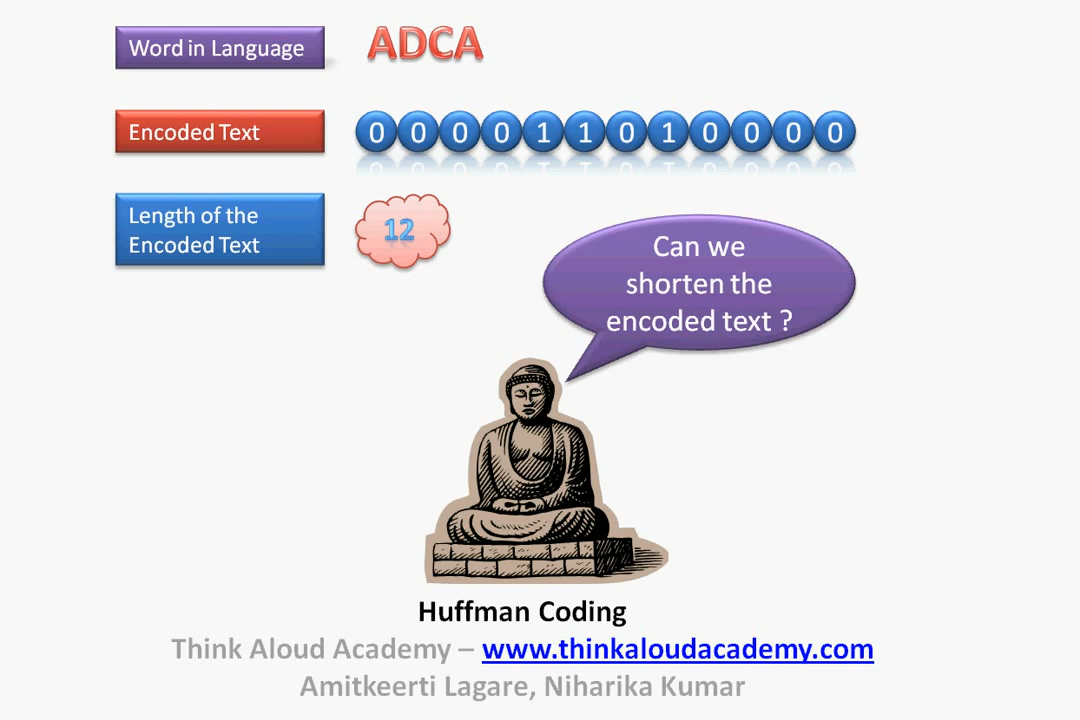 Word in Language ADCA
Encoded Text 0 0 0 0 1 1 0 1 0 0 0 0
Length of the
Encoded Text
12
Can we
shorten the
encoded text ?
Huffman Coding
Think Aloud Academy – www.thinkaloudacademy.com
Amitkeerti Lagare, Niharika Kumar